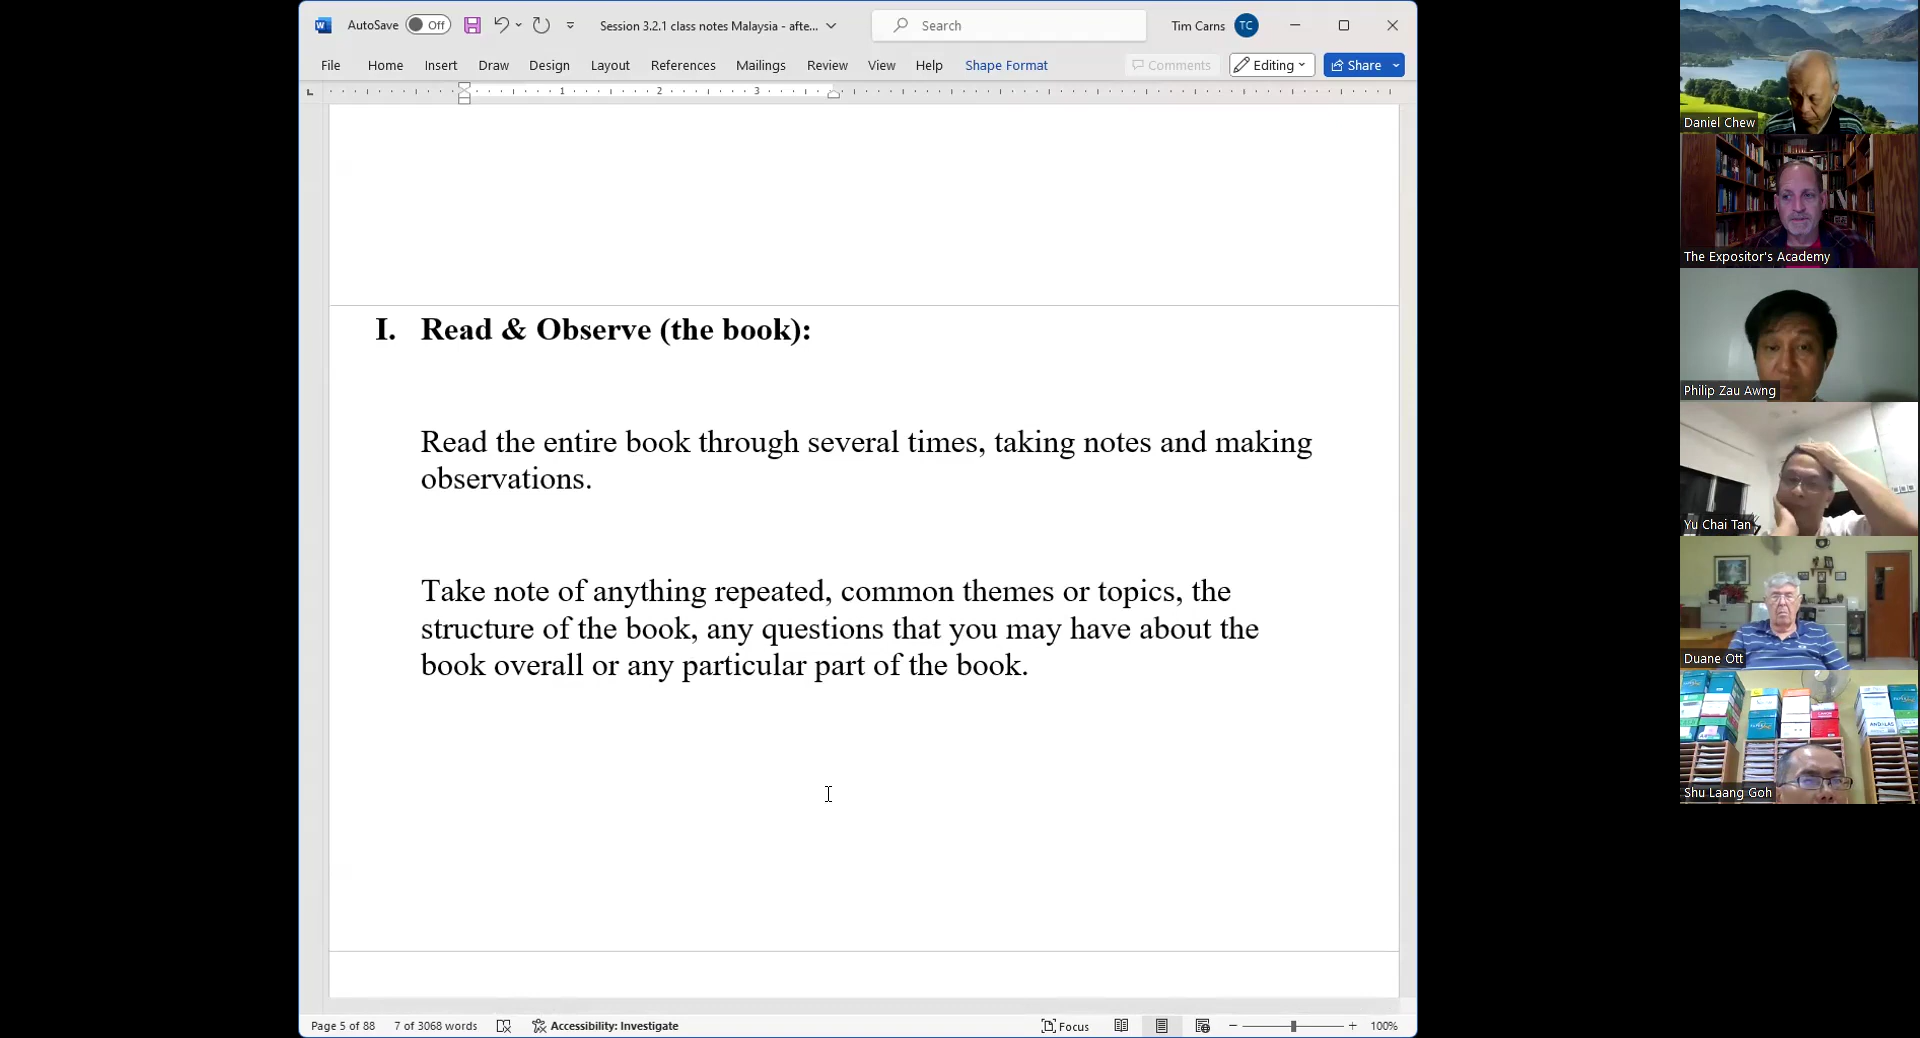 AutoSave Off Session 3.2.1 class notes Malaysia - afte... Search Tim Carns TC
File Home Insert Draw Design Layout References Mailings Review View Help Shape Format Comments Editing Share
1 2 3
I. Read & Observe (the book):
Read the entire book through several times, taking notes and making
observations.
Take note of anything repeated, common themes or topics, the
structure of the book, any questions that you may have about the
book overall or any particular part of the book.
Page 5 of 88 7 of 3068 words Accessibility: Investigate Focus 100%
Daniel Chew
The Expositor's Academy
Philip Zau Awng
Yu Chai Tan
Duane Ott
Shu Laang Goh